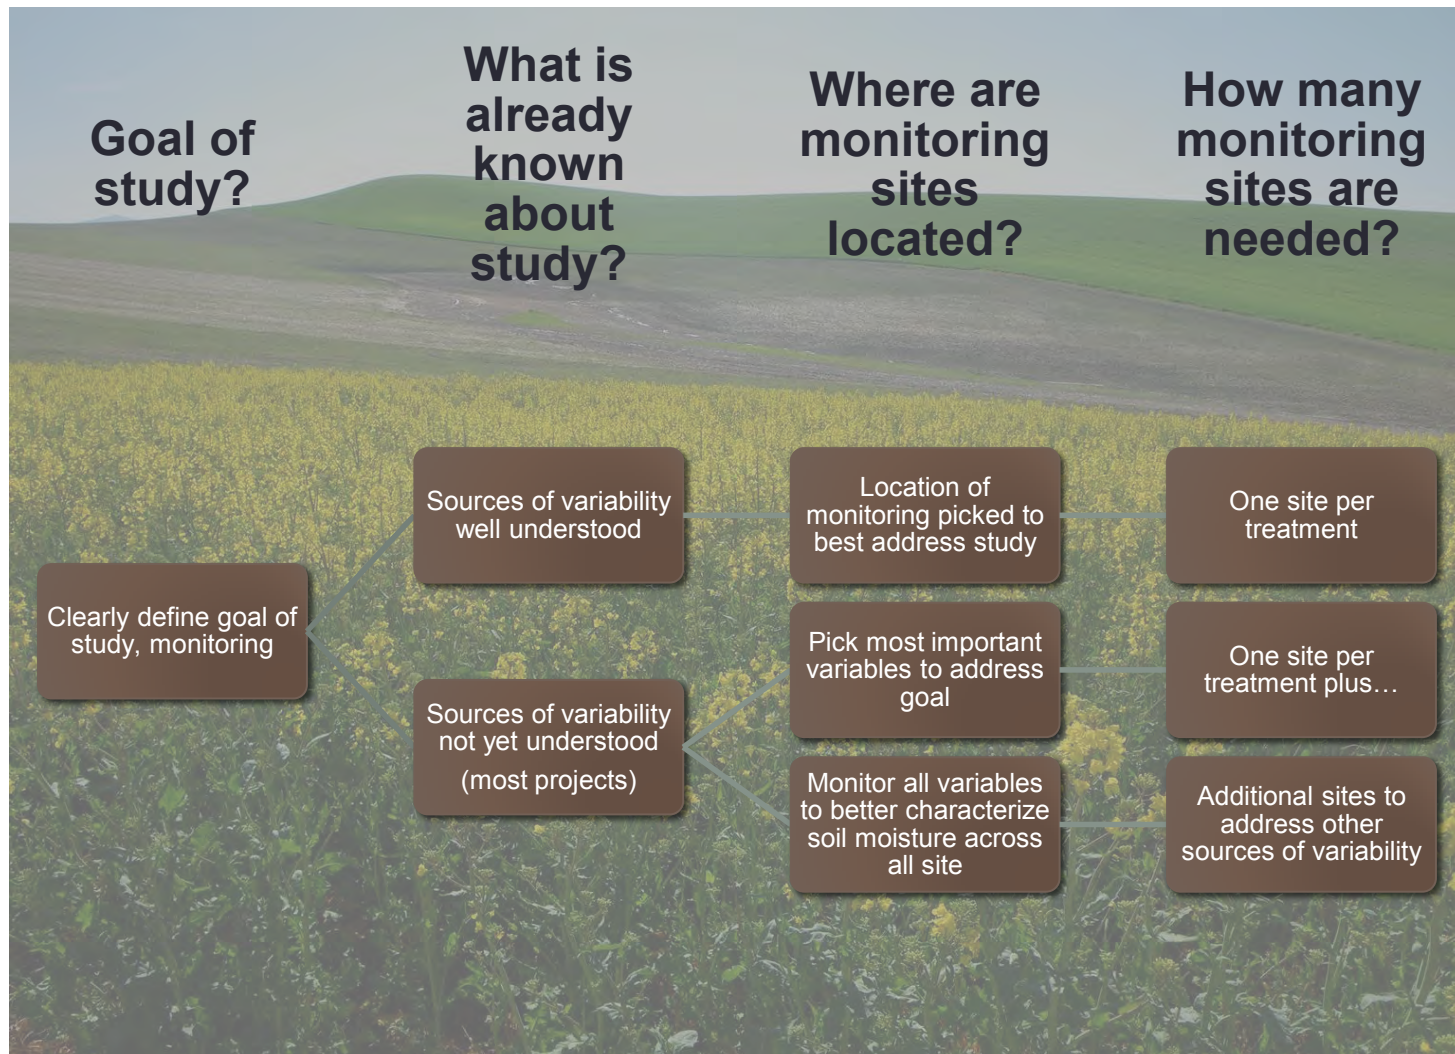 Goal of
study?
What is
already
known
about
study?
Where are
monitoring
sites
located?
How many
monitoring
sites are
needed?
Clearly define goal of
study, monitoring
Sources of variability
well understood
Sources of variability
not yet understood
(most projects)
Location of
monitoring picked to
best address study
Pick most important
variables to address
goal
Monitor all variables
to better characterize
soil moisture across
all site
One site per
treatment
One site per
treatment plus…
Additional sites to
address other
sources of variability